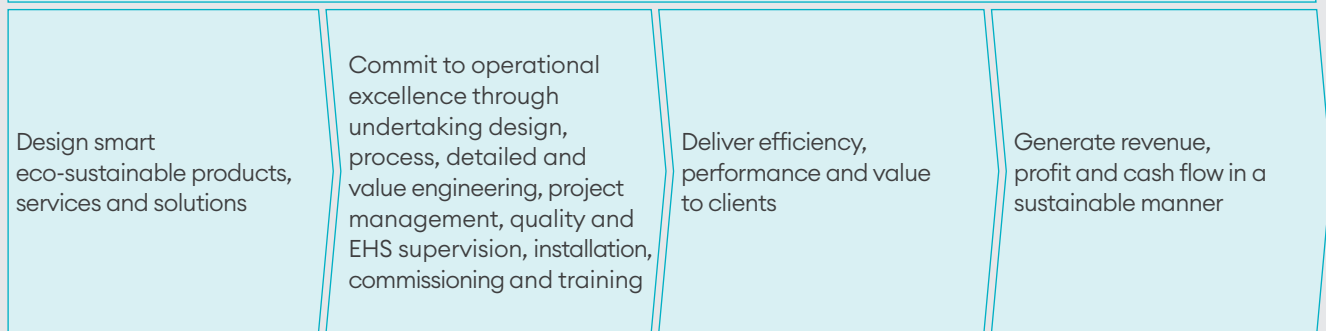 Design smart
eco-sustainable products,
services and solutions
Commit to operational
excellence through
undertaking design,
process, detailed and
value engineering, project
management, quality and
EHS supervision, installation,
commissioning and training
Deliver efficiency,
performance and value
to clients
Generate revenue,
profit and cash flow in a
sustainable manner